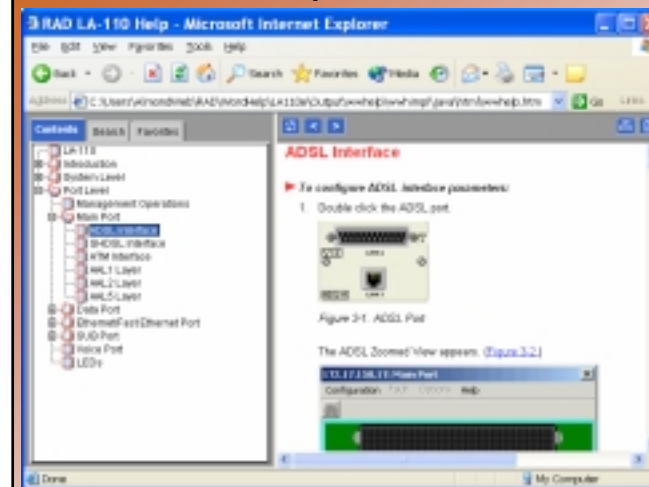 RAD LA-110 Help - Microsoft Internet Explorer
File Edit View Favorites Tools Help
Back Search Favorites Media
Address Go Links
Contents Search Favorites
LA-110
Introduction
System Level
Port Level
Management Operations
Main Port
ADSL Interface
SHDSL Interface
ATM Interface
AAL1 Layer
AAL2 Layer
AAL5 Layer
Data Port
Ethernet/Fast Ethernet Port
Voice Port
LEDs
ADSL Interface
To configure ADSL interface parameters:
1. Double click the ADSL port.
Figure 3-1. ADSL Port
The ADSL Zoomed View appears. (Figure 3-2.)
Main Port
Configuration Options Help
Done
My Computer